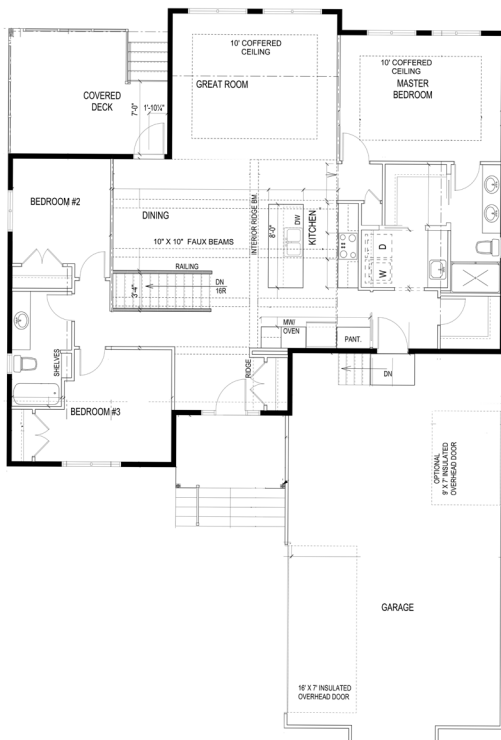 10' COFFERED
CEILING
GREAT ROOM
10' COFFERED
CEILING
MASTER
BEDROOM
COVERED
DECK
7'-0"
1'-10¼"
BEDROOM #2
DINING
10" X 10" FAUX BEAMS
INTERIOR RIDGE BM.
8'-0"
DW
KITCHEN
D
W
RAILING
3'-4"
DN
16R
MW/
OVEN
PANT.
SHELVES
RIDGE
DN
BEDROOM #3
OPTIONAL
9' X 7' INSULATED
OVERHEAD DOOR
GARAGE
16' X 7' INSULATED
OVERHEAD DOOR